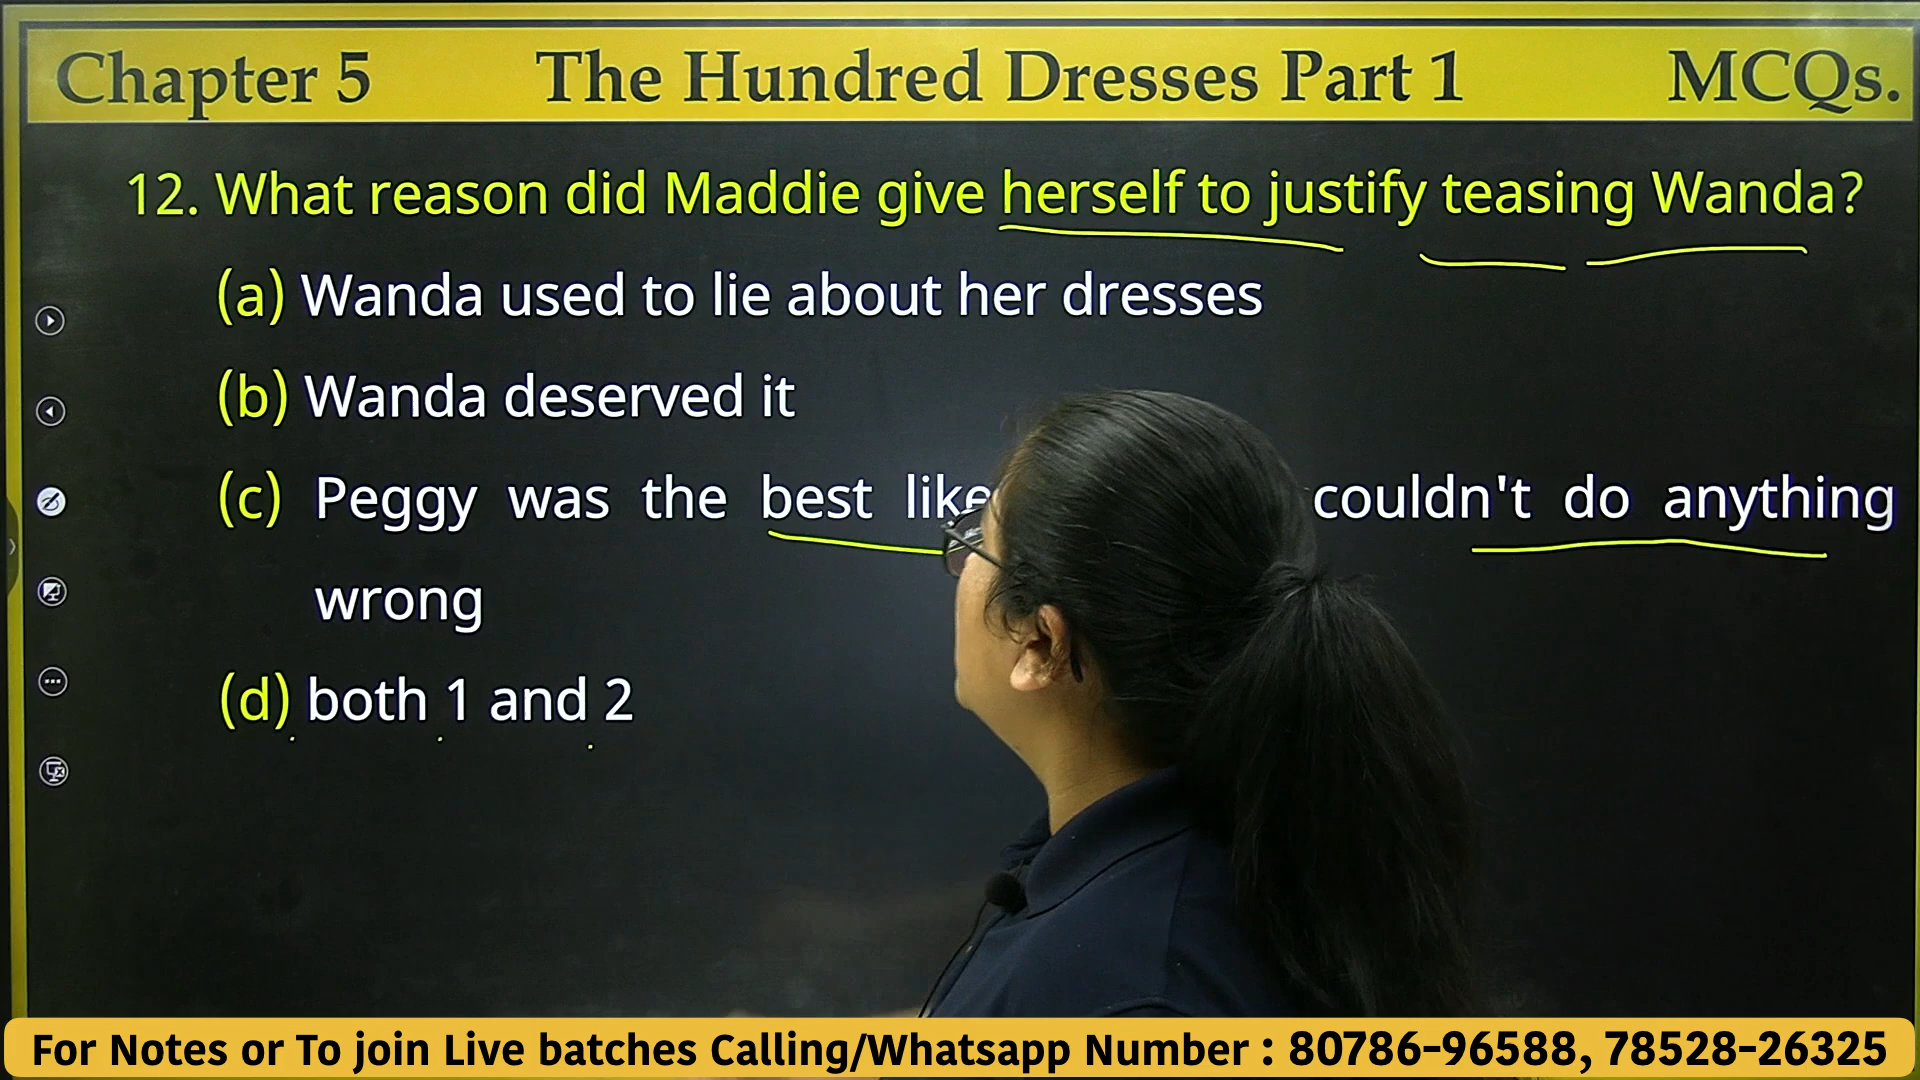 Chapter 5 The Hundred Dresses Part 1 MCQs.
12. What reason did Maddie give herself to justify teasing Wanda?
(a) Wanda used to lie about her dresses
(b) Wanda deserved it
(c) Peggy was the best couldn't do anything
wrong
(d) both 1 and 2
For Notes or To join Live batches Calling/Whatsapp Number : 80786-96588, 78528-26325